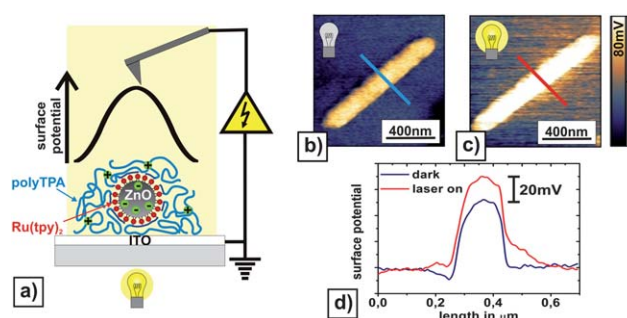 a)
surface
potential
polyTPA
Ru(tpy)₂
ZnO
ITO
b)
400nm
c)
400nm
80mV
d)
surface potential
dark
laser on
20mV
0,0 0,2 0,4 0,6
length in μm